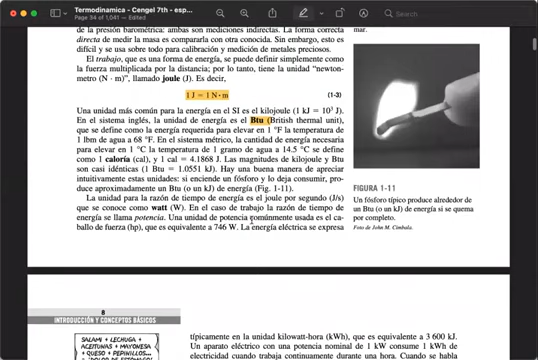 Termodinamica - Cengel 7th - esp...
Page 34 of 1,041 — Edited
Search
de la presión barométrica: ambas son mediciones indirectas. La forma correcta
directa de medir la masa es compararla con otra conocida. Sin embargo, esto es
difícil y se usa sobre todo para calibración y medición de metales preciosos.
El trabajo, que es una forma de energía, se puede definir simplemente como
la fuerza multiplicada por la distancia; por lo tanto, tiene la unidad “newton-
metro (N · m)”, llamado joule (J). Es decir,
1 J = 1 N·m (1-3)
Una unidad más común para la energía en el SI es el kilojoule (1 kJ = 10³ J).
En el sistema inglés, la unidad de energía es el Btu (British thermal unit),
que se define como la energía requerida para elevar en 1 °F la temperatura de
1 lbm de agua a 68 °F. En el sistema métrico, la cantidad de energía necesaria
para elevar en 1 °C la temperatura de 1 gramo de agua a 14.5 °C se define
como 1 caloría (cal), y 1 cal = 4.1868 J. Las magnitudes de kilojoule y Btu
son casi idénticas (1 Btu = 1.0551 kJ). Hay una buena manera de apreciar
intuitivamente estas unidades: si enciende un fósforo y lo deja consumir,
produce aproximadamente un Btu (o un kJ) de energía (Fig. 1-11).
La unidad para la razón de tiempo de energía es el joule por segundo (J/s)
que se conoce como watt (W). En el caso de trabajo la razón de tiempo de
energía se llama potencia. Una unidad de potencia comúnmente usada es el ca-
ballo de fuerza (hp), que es equivalente a 746 W. La energía eléctrica se expresa
mar.
FIGURA 1-11
Un fósforo típico produce alrededor de
un Btu (o un kJ) de energía si se quema
por completo.
Foto de John M. Cimbala.
8
INTRODUCCIÓN Y CONCEPTOS BÁSICOS
SALAMI + LECHUGA +
ACEITUNAS + MAYONESA
+ QUESO + PEPINILLOS...
típicamente en la unidad kilowatt-hora (kWh), que es equivalente a 3 600 kJ.
Un aparato eléctrico con una potencia nominal de 1 kW consume 1 kWh de
electricidad cuando trabaja continuamente durante una hora. Cuando se habla